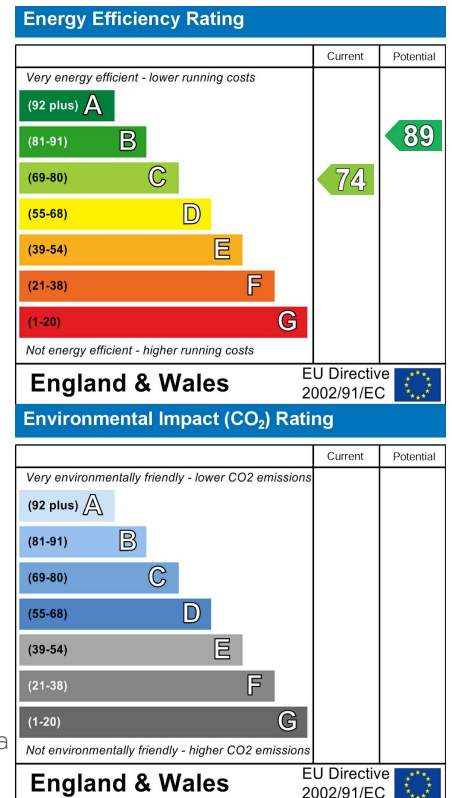 Energy Efficiency Rating
Current Potential
Very energy efficient - lower running costs
(92 plus) A
(81-91) B 89
(69-80) C 74
(55-68) D
(39-54) E
(21-38) F
(1-20) G
Not energy efficient - higher running costs
England & Wales EU Directive 2002/91/EC
Environmental Impact (CO₂) Rating
Current Potential
Very environmentally friendly - lower CO2 emissions
(92 plus) A
(81-91) B
(69-80) C
(55-68) D
(39-54) E
(21-38) F
(1-20) G
a
Not environmentally friendly - higher CO2 emissions
England & Wales EU Directive 2002/91/EC